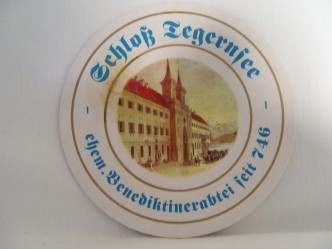 Schloß Tegernsee
- ehem. Benediktinerabtei seit 746 -